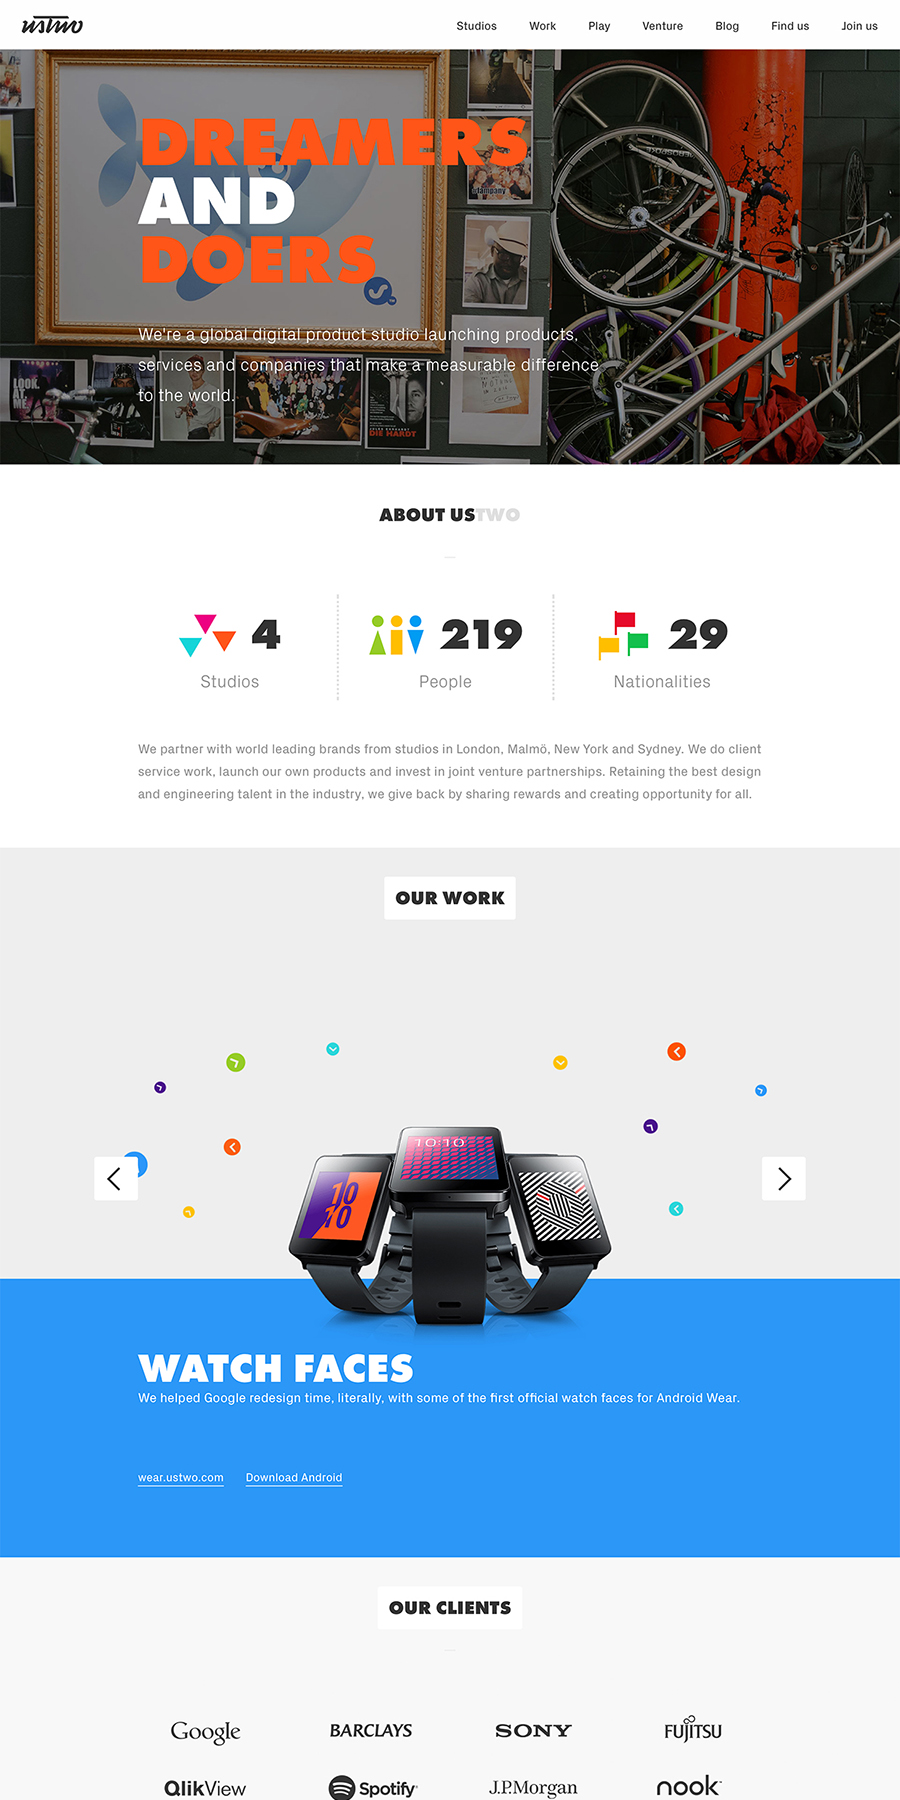 ustwo
Studios Work Play Venture Blog Find us Join us
DREAMERS
AND
DOERS
We're a global digital product studio launching products,
services and companies that make a measurable difference
to the world.
LOOK
AT
ME
DIE HARDT
ABOUT USTWO
4 219 29
Studios People Nationalities
We partner with world leading brands from studios in London, Malmö, New York and Sydney. We do client
service work, launch our own products and invest in joint venture partnerships. Retaining the best design
and engineering talent in the industry, we give back by sharing rewards and creating opportunity for all.
OUR WORK
10:10
10
10
WATCH FACES
We helped Google redesign time, literally, with some of the first official watch faces for Android Wear.
wear.ustwo.com Download Android
OUR CLIENTS
Google BARCLAYS SONY FUJITSU
QlikView Spotify J.P.Morgan nook